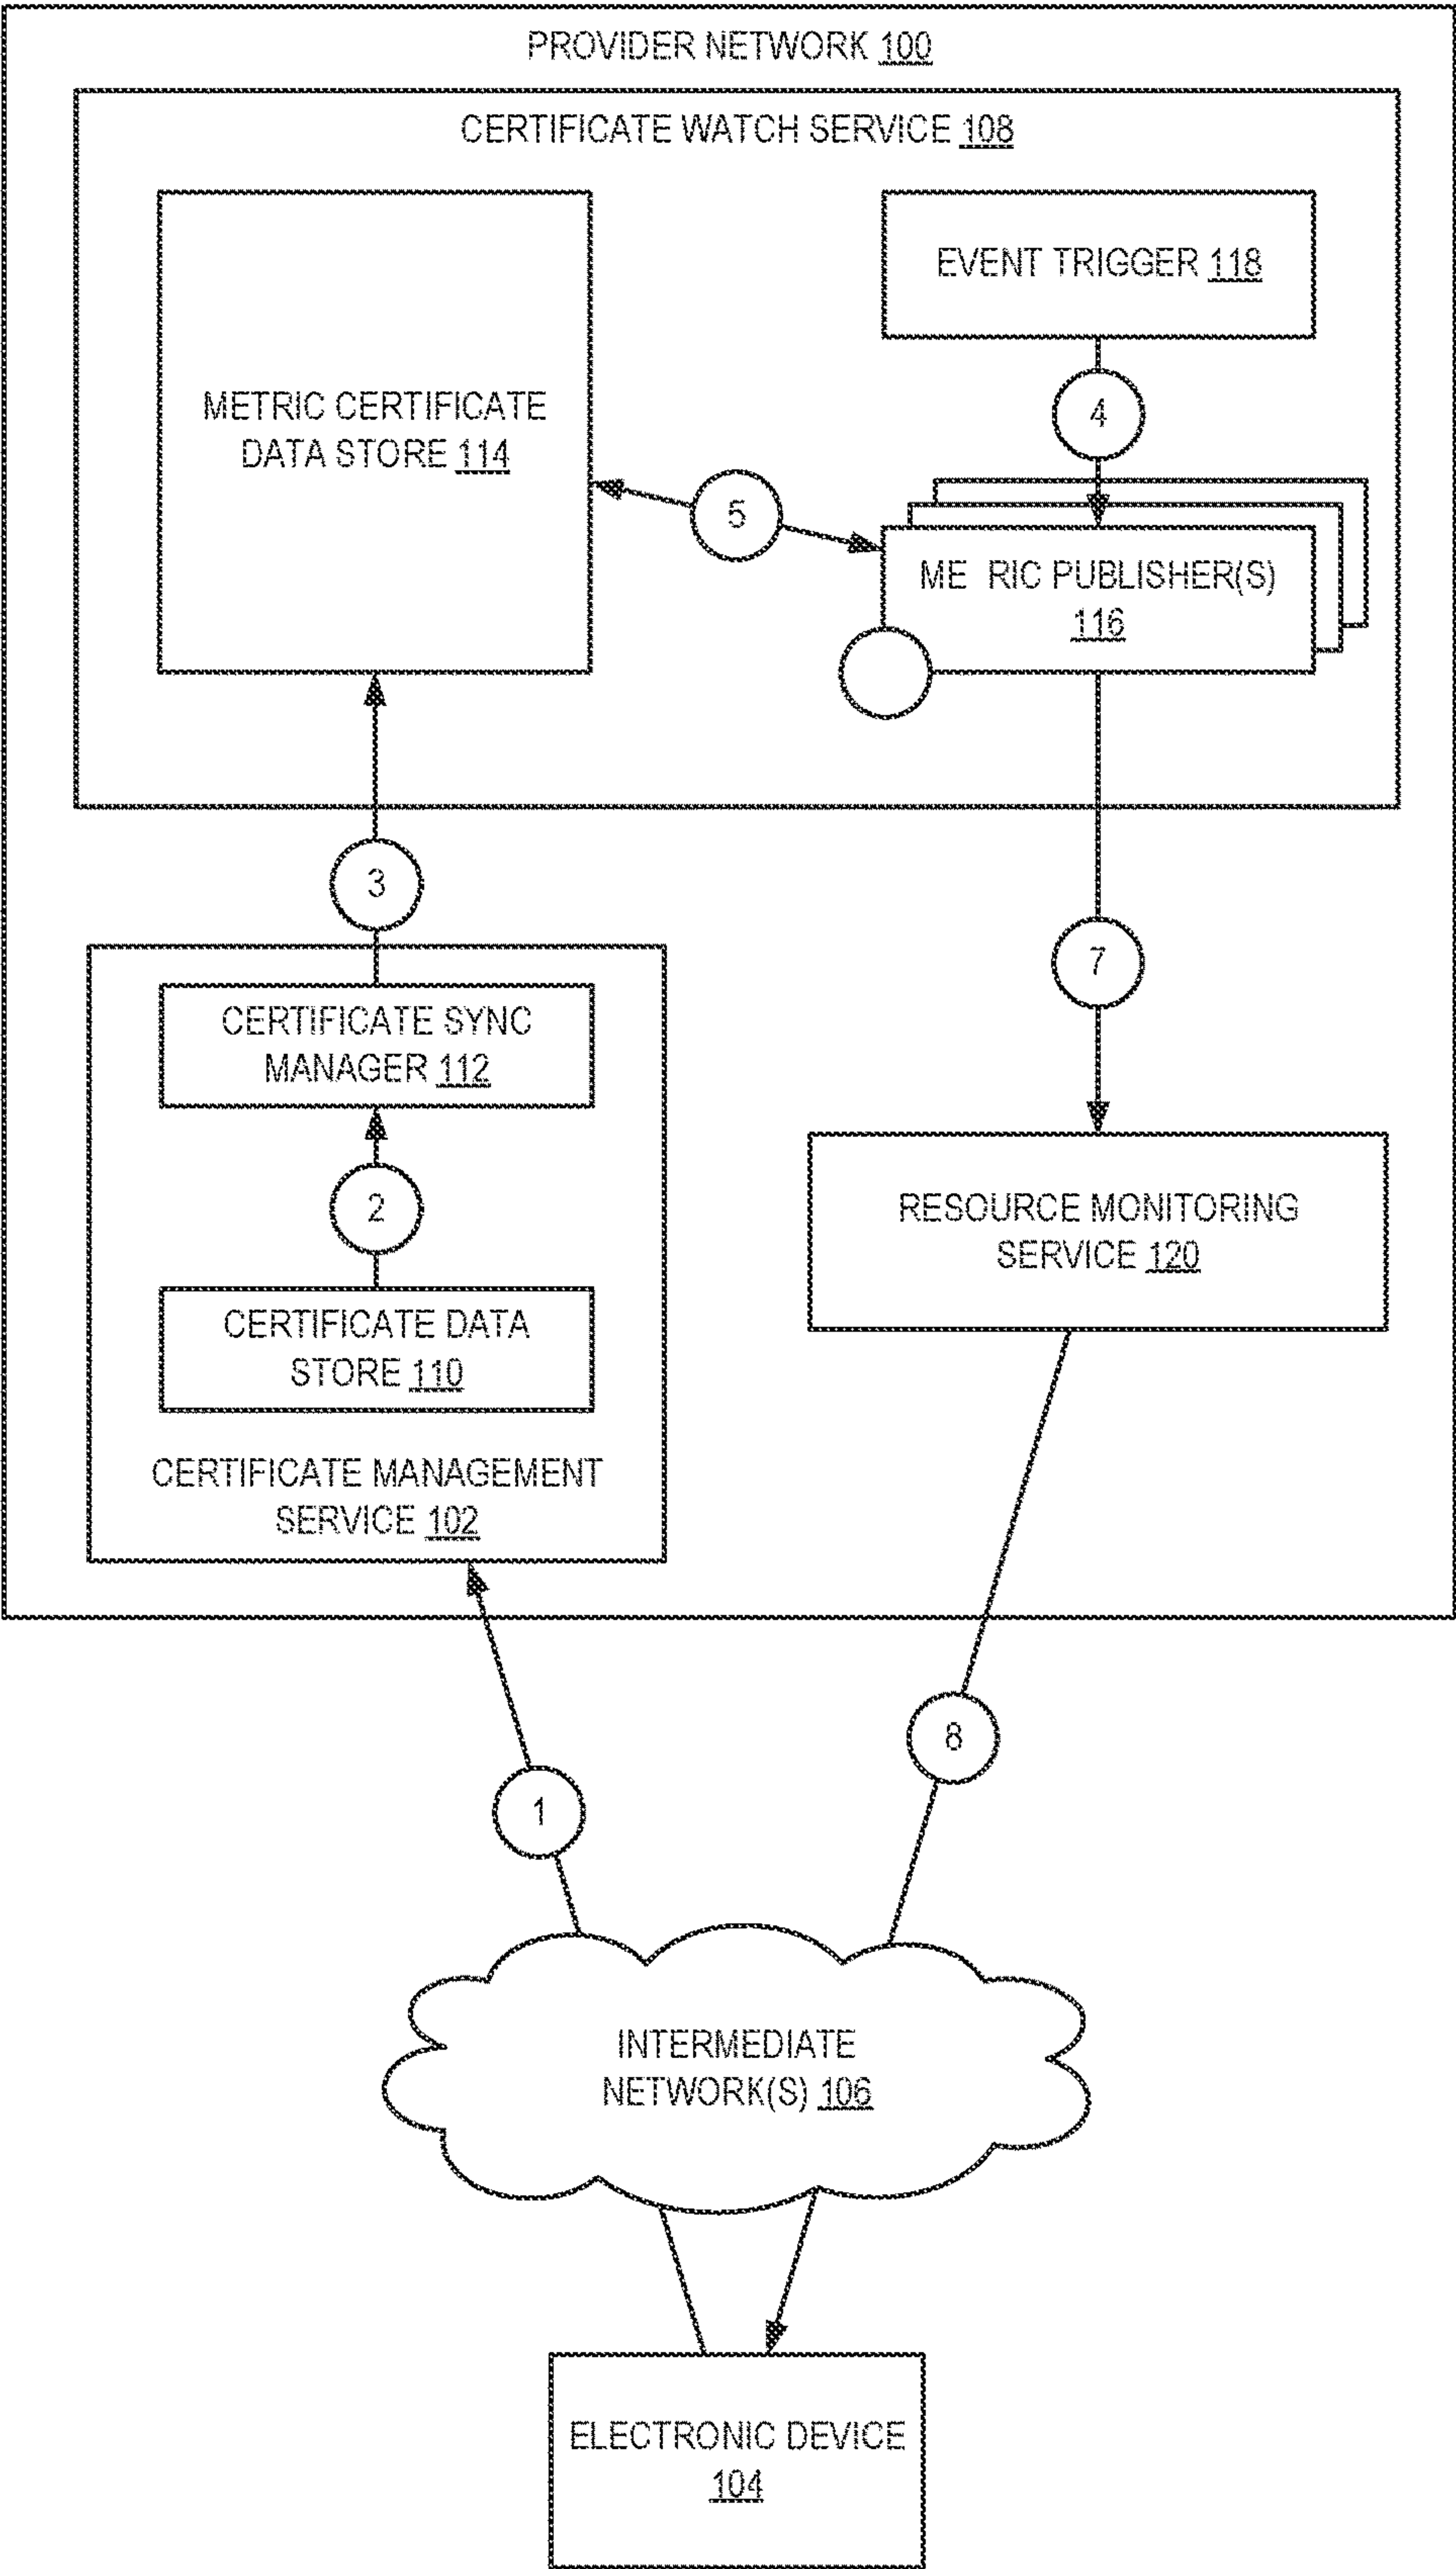 PROVIDER NETWORK 100
CERTIFICATE WATCH SERVICE 108
METRIC CERTIFICATE
DATA STORE 114
EVENT TRIGGER 118
4
5
ME RIC PUBLISHER(S)
116
3
7
CERTIFICATE SYNC
MANAGER 112
2
CERTIFICATE DATA
STORE 110
CERTIFICATE MANAGEMENT
SERVICE 102
RESOURCE MONITORING
SERVICE 120
8
1
INTERMEDIATE
NETWORK(S) 106
ELECTRONIC DEVICE
104